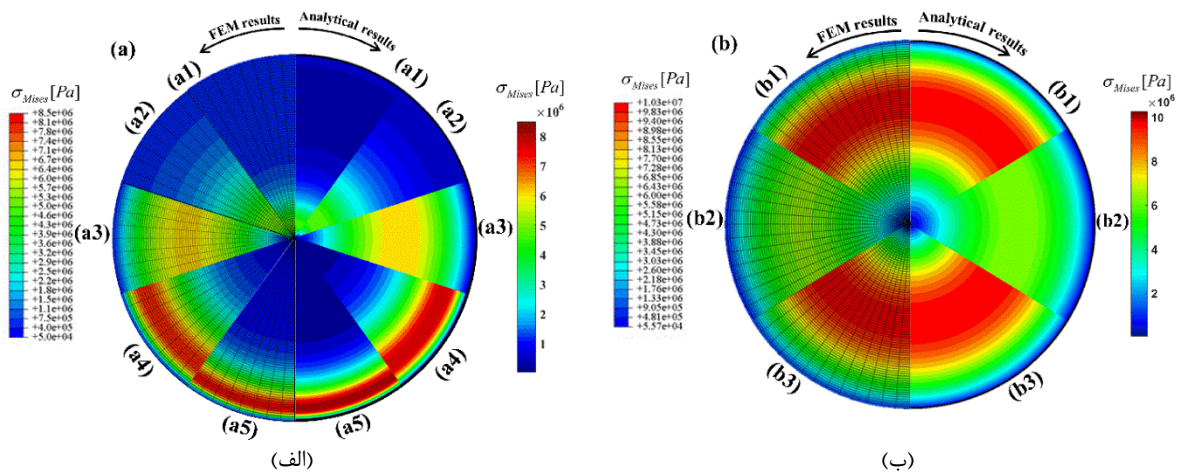 (a)
FEM results
Analytical results
(a1)
(a1)
(a2)
(a2)
(a3)
(a3)
(a4)
(a4)
(a5)
(a5)
σMises[Pa]
+8.5e+06
+8.1e+06
+7.8e+06
+7.4e+06
+7.1e+06
+6.7e+06
+6.4e+06
+6.0e+06
+5.7e+06
+5.3e+06
+5.0e+06
+4.6e+06
+4.3e+06
+3.9e+06
+3.6e+06
+3.2e+06
+2.9e+06
+2.5e+06
+2.2e+06
+1.8e+06
+1.5e+06
+1.1e+06
+7.5e+05
+4.0e+05
+5.0e+04
σMises[Pa]
×10⁶
8
7
6
5
4
3
2
1
(الف)
(b)
FEM results
Analytical results
(b1)
(b1)
(b2)
(b2)
(b3)
(b3)
σMises[Pa]
+1.03e+07
+9.83e+06
+9.40e+06
+8.98e+06
+8.55e+06
+8.13e+06
+7.70e+06
+7.28e+06
+6.85e+06
+6.43e+06
+6.00e+06
+5.58e+06
+5.15e+06
+4.73e+06
+4.30e+06
+3.88e+06
+3.45e+06
+3.03e+06
+2.60e+06
+2.18e+06
+1.76e+06
+1.33e+06
+9.05e+05
+4.81e+05
+5.57e+04
σMises[Pa]
×10⁶
10
8
6
4
2
(ب)